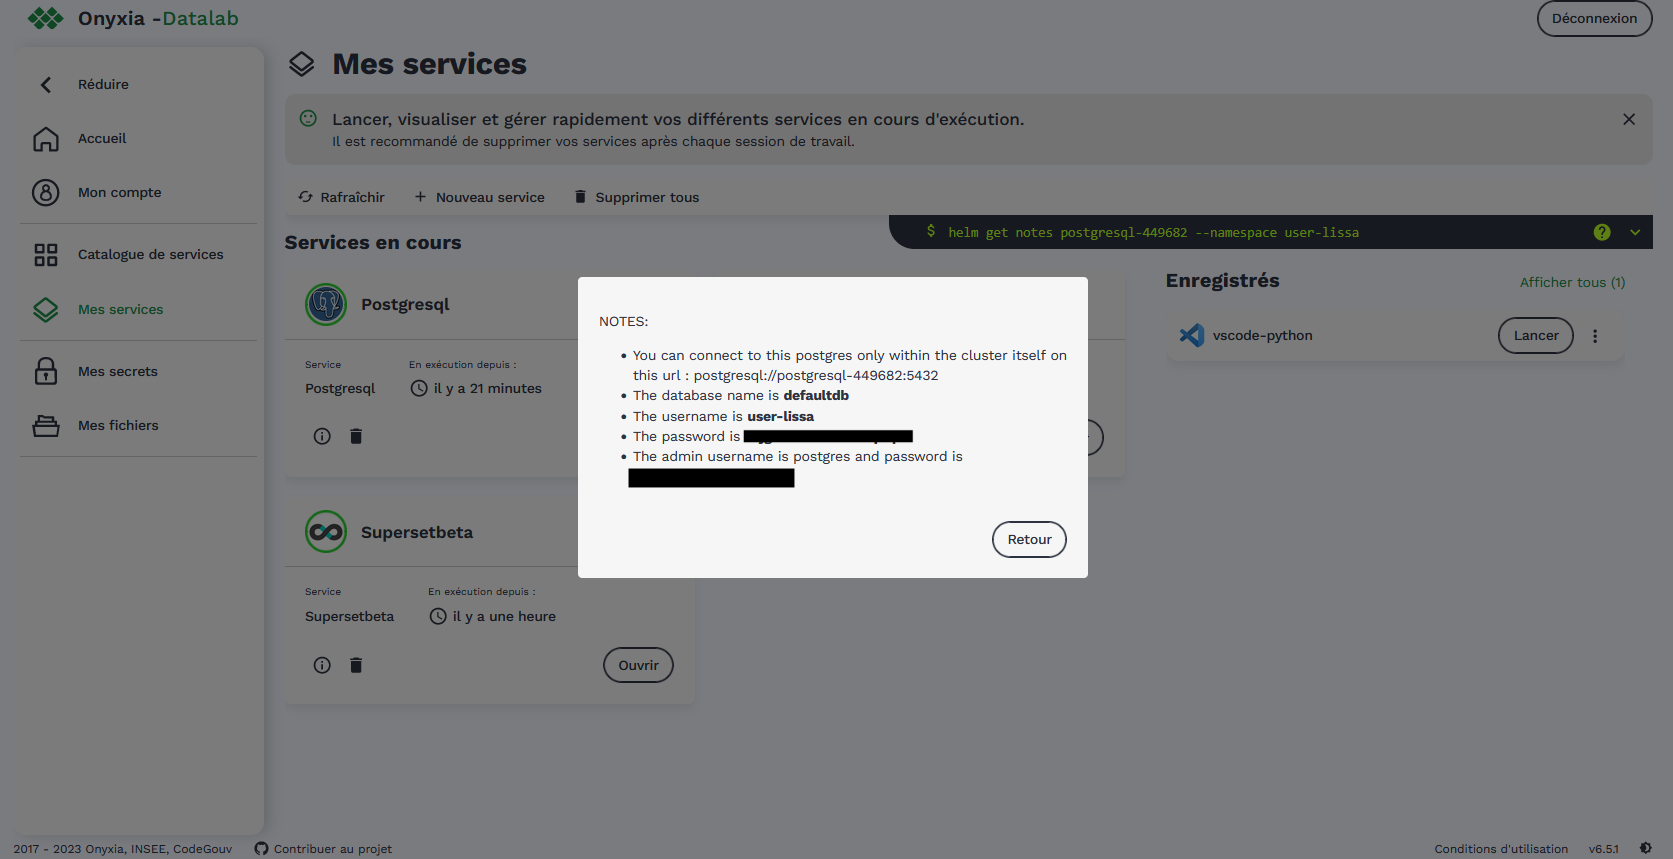 Onyxia -Datalab
Déconnexion
Réduire
Accueil
Mon compte
Catalogue de services
Mes services
Mes secrets
Mes fichiers
Mes services
Lancer, visualiser et gérer rapidement vos différents services en cours d'exécution.
Il est recommandé de supprimer vos services après chaque session de travail.
Rafraîchir
Nouveau service
Supprimer tous
$ helm get notes postgresql-449682 --namespace user-lissa
Services en cours
Postgresql
Service
En exécution depuis :
Postgresql
il y a 21 minutes
Supersetbeta
Service
En exécution depuis :
Supersetbeta
il y a une heure
Ouvrir
NOTES:
You can connect to this postgres only within the cluster itself on
this url : postgresql://postgresql-449682:5432
The database name is defaultdb
The username is user-lissa
The password is
The admin username is postgres and password is
Retour
Enregistrés
Afficher tous (1)
vscode-python
Lancer
2017 - 2023 Onyxia, INSEE, CodeGouv
Contribuer au projet
Conditions d'utilisation
v6.5.1